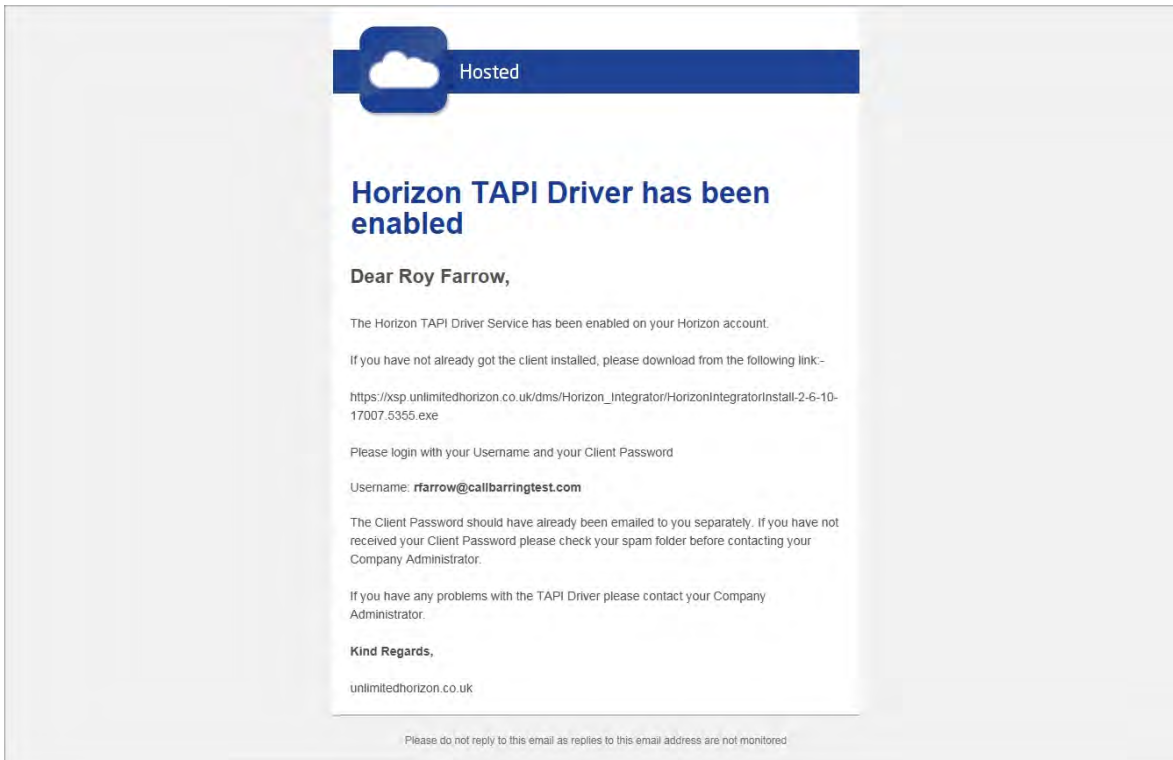 Hosted
Horizon TAPI Driver has been
enabled
Dear Roy Farrow,
The Horizon TAPI Driver Service has been enabled on your Horizon account.
If you have not already got the client installed, please download from the following link:-
https://xsp.unlimitedhorizon.co.uk/dms/Horizon_Integrator/HorizonIntegratorInstall-2-6-10-
17007.5355.exe
Please login with your Username and your Client Password
Username: rfarrow@callbarringtest.com
The Client Password should have already been emailed to you separately. If you have not
received your Client Password please check your spam folder before contacting your
Company Administrator.
If you have any problems with the TAPI Driver please contact your Company
Administrator.
Kind Regards,
unlimitedhorizon.co.uk
Please do not reply to this email as replies to this email address are not monitored